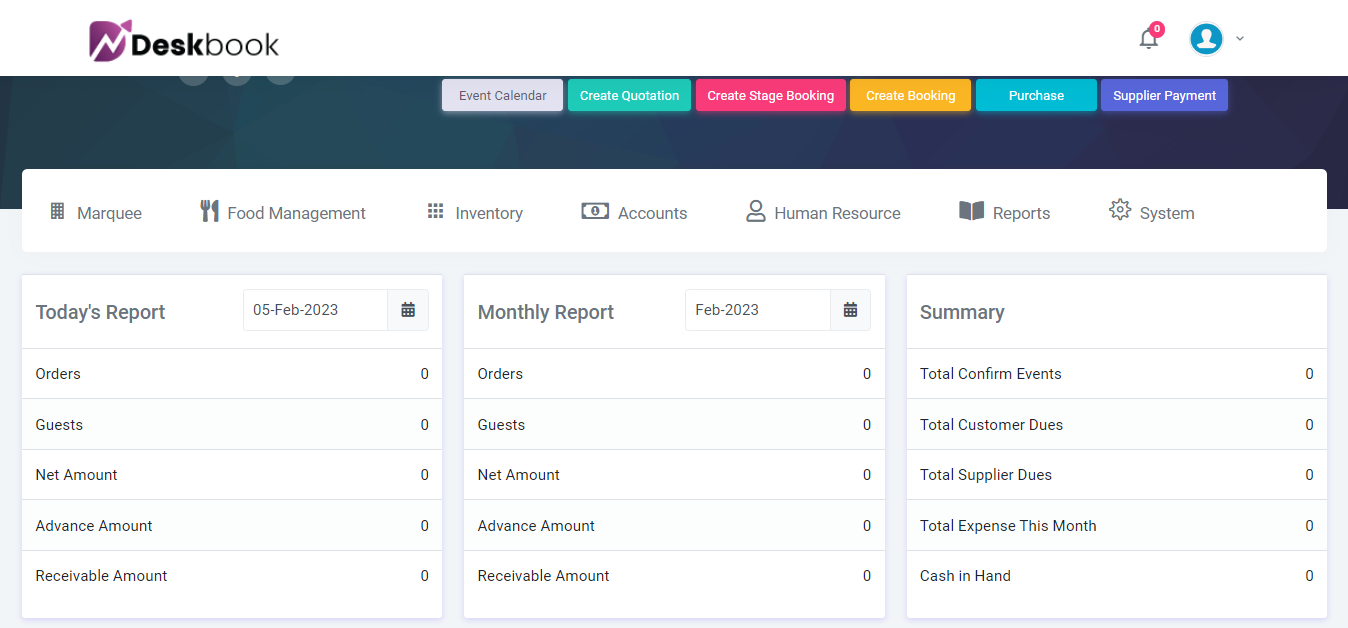 Deskbook
0
Event Calendar Create Quotation Create Stage Booking Create Booking Purchase Supplier Payment
Marquee Food Management Inventory Accounts Human Resource Reports System
Today's Report 05-Feb-2023
Orders 0
Guests 0
Net Amount 0
Advance Amount 0
Receivable Amount 0
Monthly Report Feb-2023
Orders 0
Guests 0
Net Amount 0
Advance Amount 0
Receivable Amount 0
Summary
Total Confirm Events 0
Total Customer Dues 0
Total Supplier Dues 0
Total Expense This Month 0
Cash in Hand 0